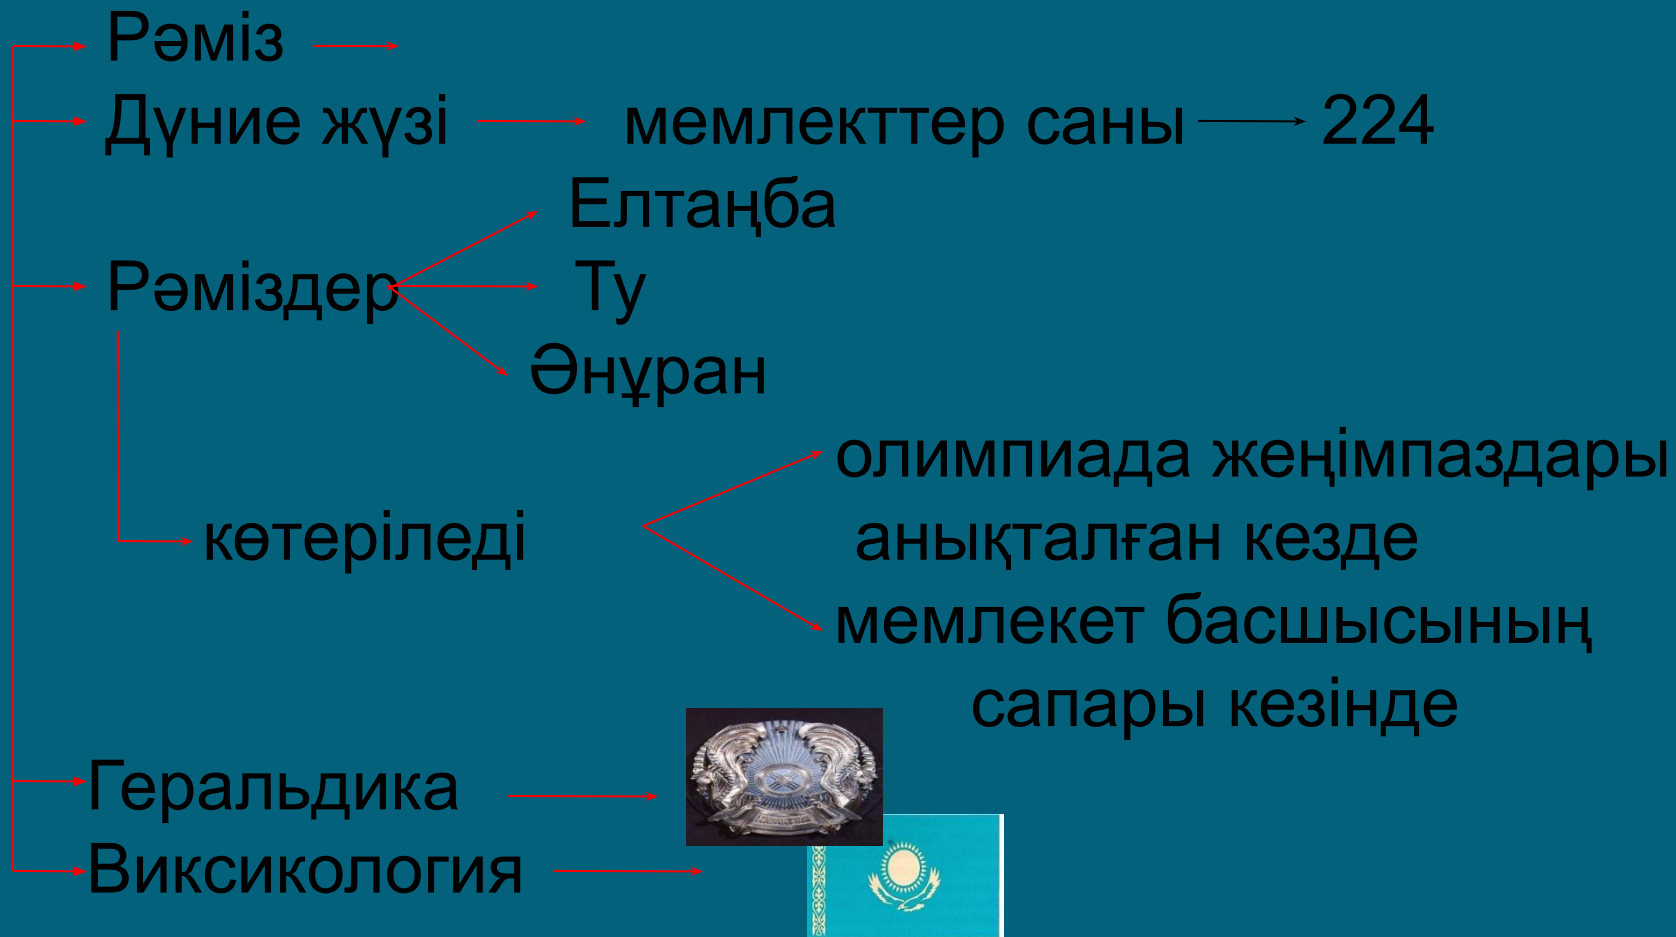 Рәміз
Дүние жүзі мемлекттер саны 224
Елтаңба
Рәміздер Ту
Әнұран
олимпиада жеңімпаздары
көтеріледі анықталған кезде
мемлекет басшысының
сапары кезінде
Геральдика
Виксикология